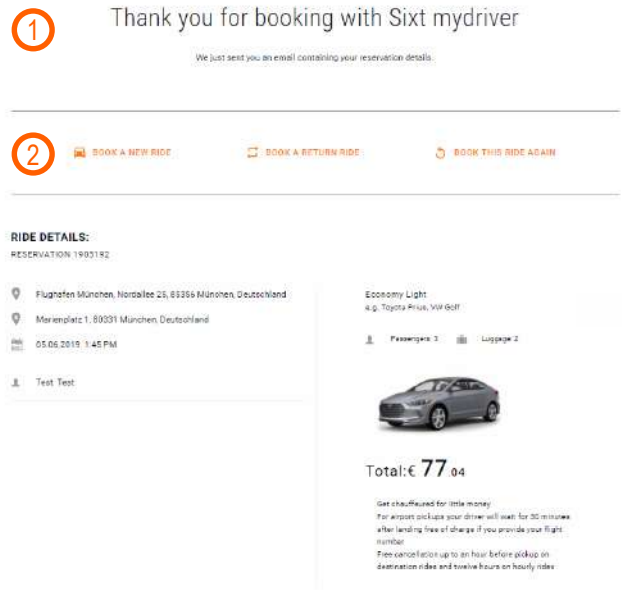 1
Thank you for booking with Sixt mydriver
We just sent you an email containing your reservation details.
2
BOOK A NEW RIDE
BOOK A RETURN RIDE
BOOK THIS RIDE AGAIN
RIDE DETAILS:
RESERVATION 1905192
Flughafen München, Nordallee 25, 85356 München, Deutschland
Marienplatz 1, 80331 München, Deutschland
05.06.2019 1:45 PM
Test Test
Economy Light
e.g. Toyota Prius, VW Golf
Passengers 3 Luggage 2
Total:€ 77.04
Get chauffeured for little money
For airport pickups your driver will wait for 30 minutes
after landing free of charge if you provide your flight
number
Free cancellation up to an hour before pickup on
destination rides and twelve hours on hourly rides